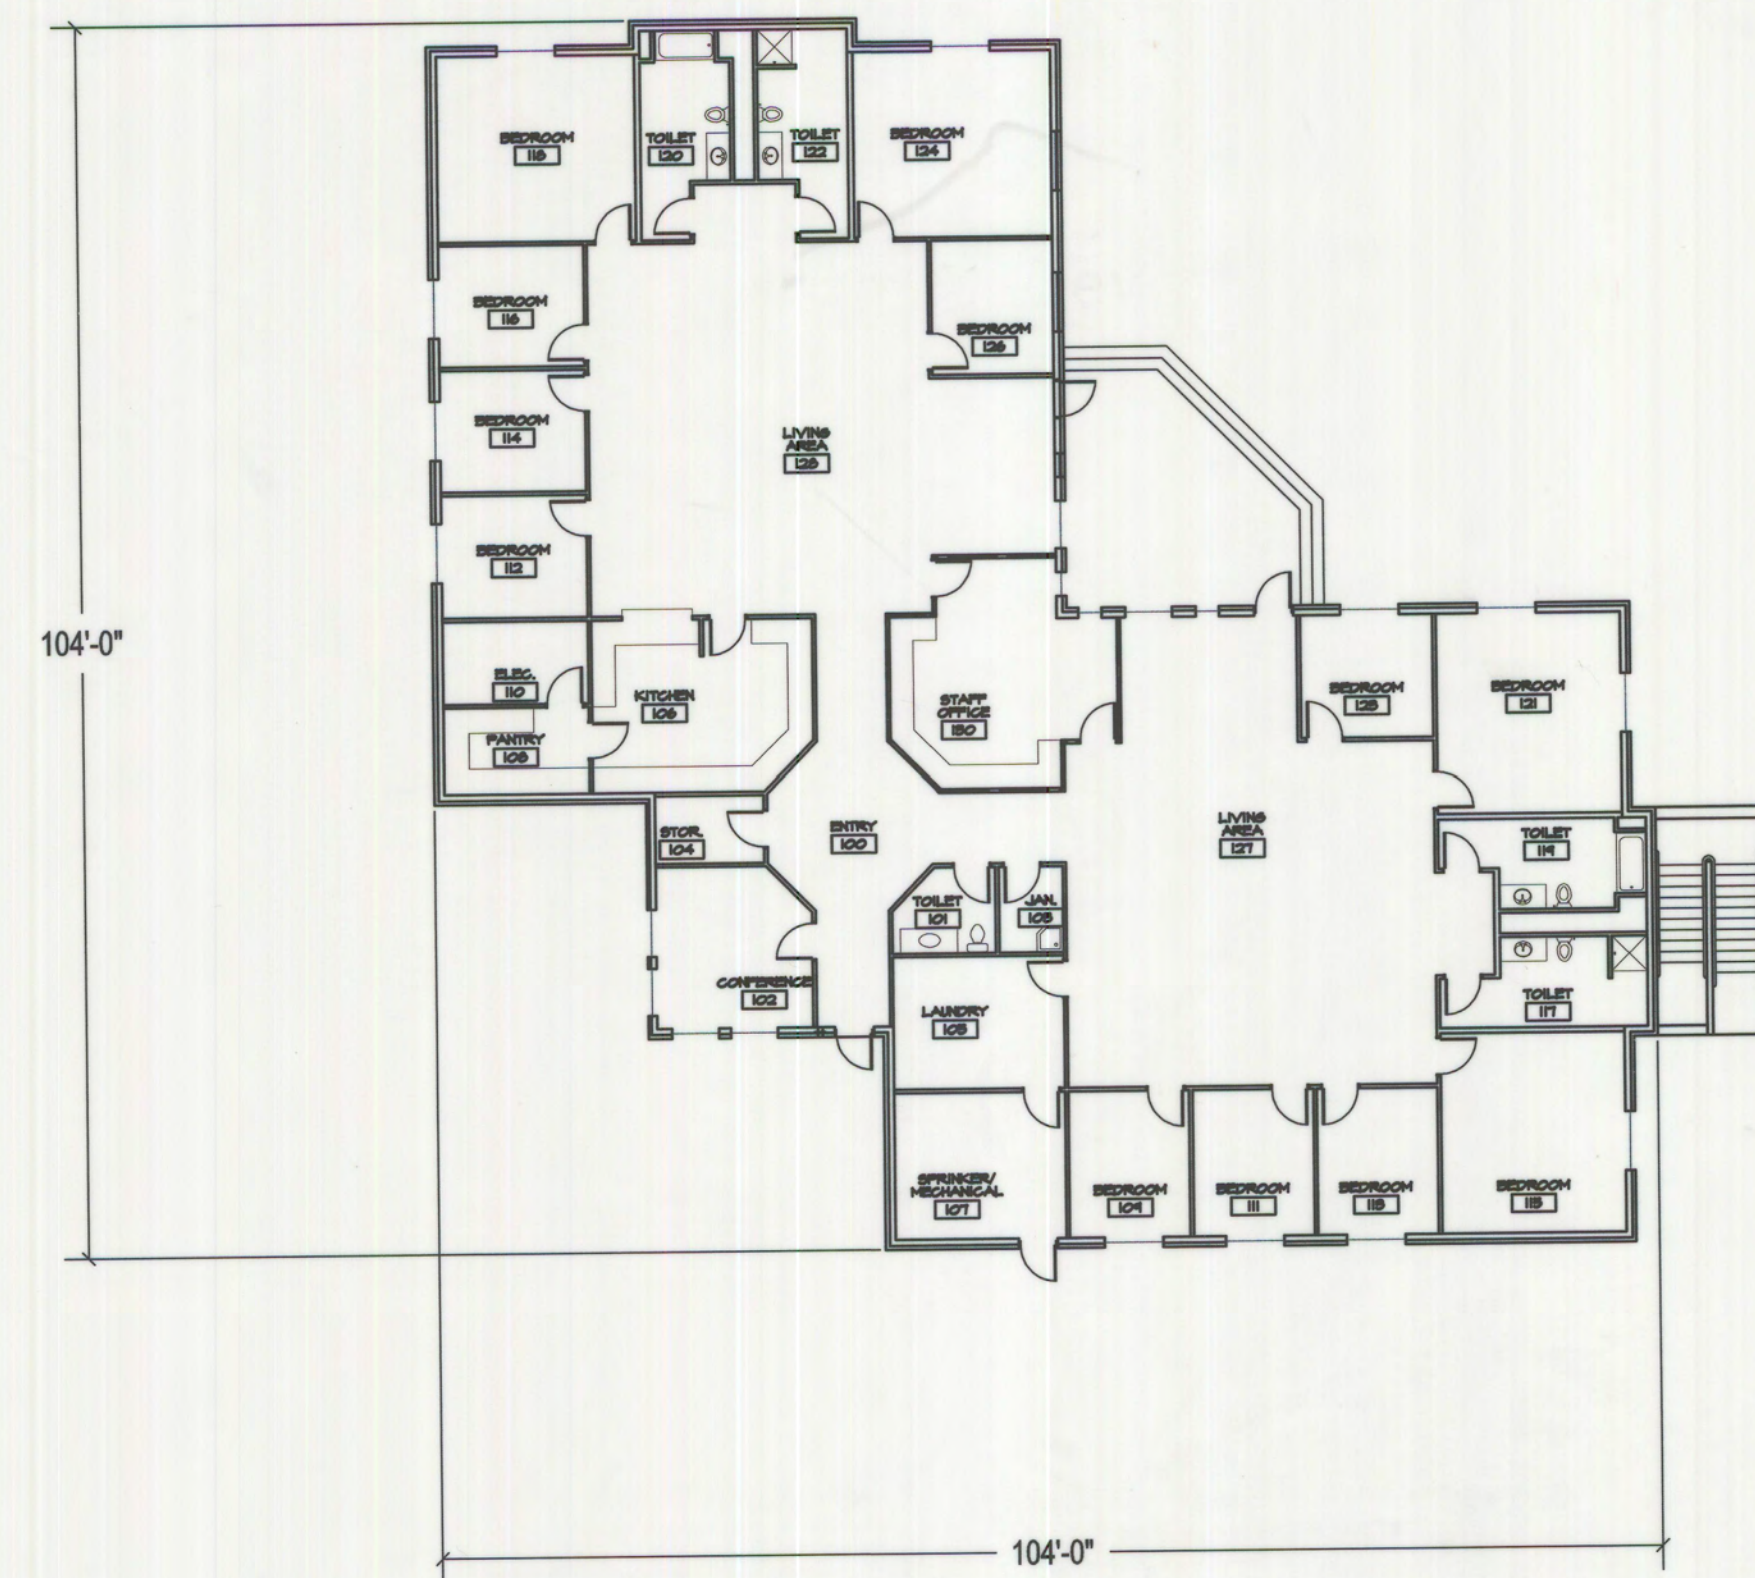 BEDROOM
118
TOILET
120
TOILET
122
BEDROOM
124
BEDROOM
116
BEDROOM
126
BEDROOM
114
LIVING
AREA
128
BEDROOM
112
104'-0"
ELEC.
110
KITCHEN
106
STAFF
OFFICE
130
BEDROOM
123
BEDROOM
121
PANTRY
108
STOR.
104
ENTRY
100
LIVING
AREA
127
TOILET
119
TOILET
101
JAN.
103
CONFERENCE
102
LAUNDRY
105
TOILET
117
SPRINKER/
MECHANICAL
107
BEDROOM
109
BEDROOM
111
BEDROOM
113
BEDROOM
115
104'-0"